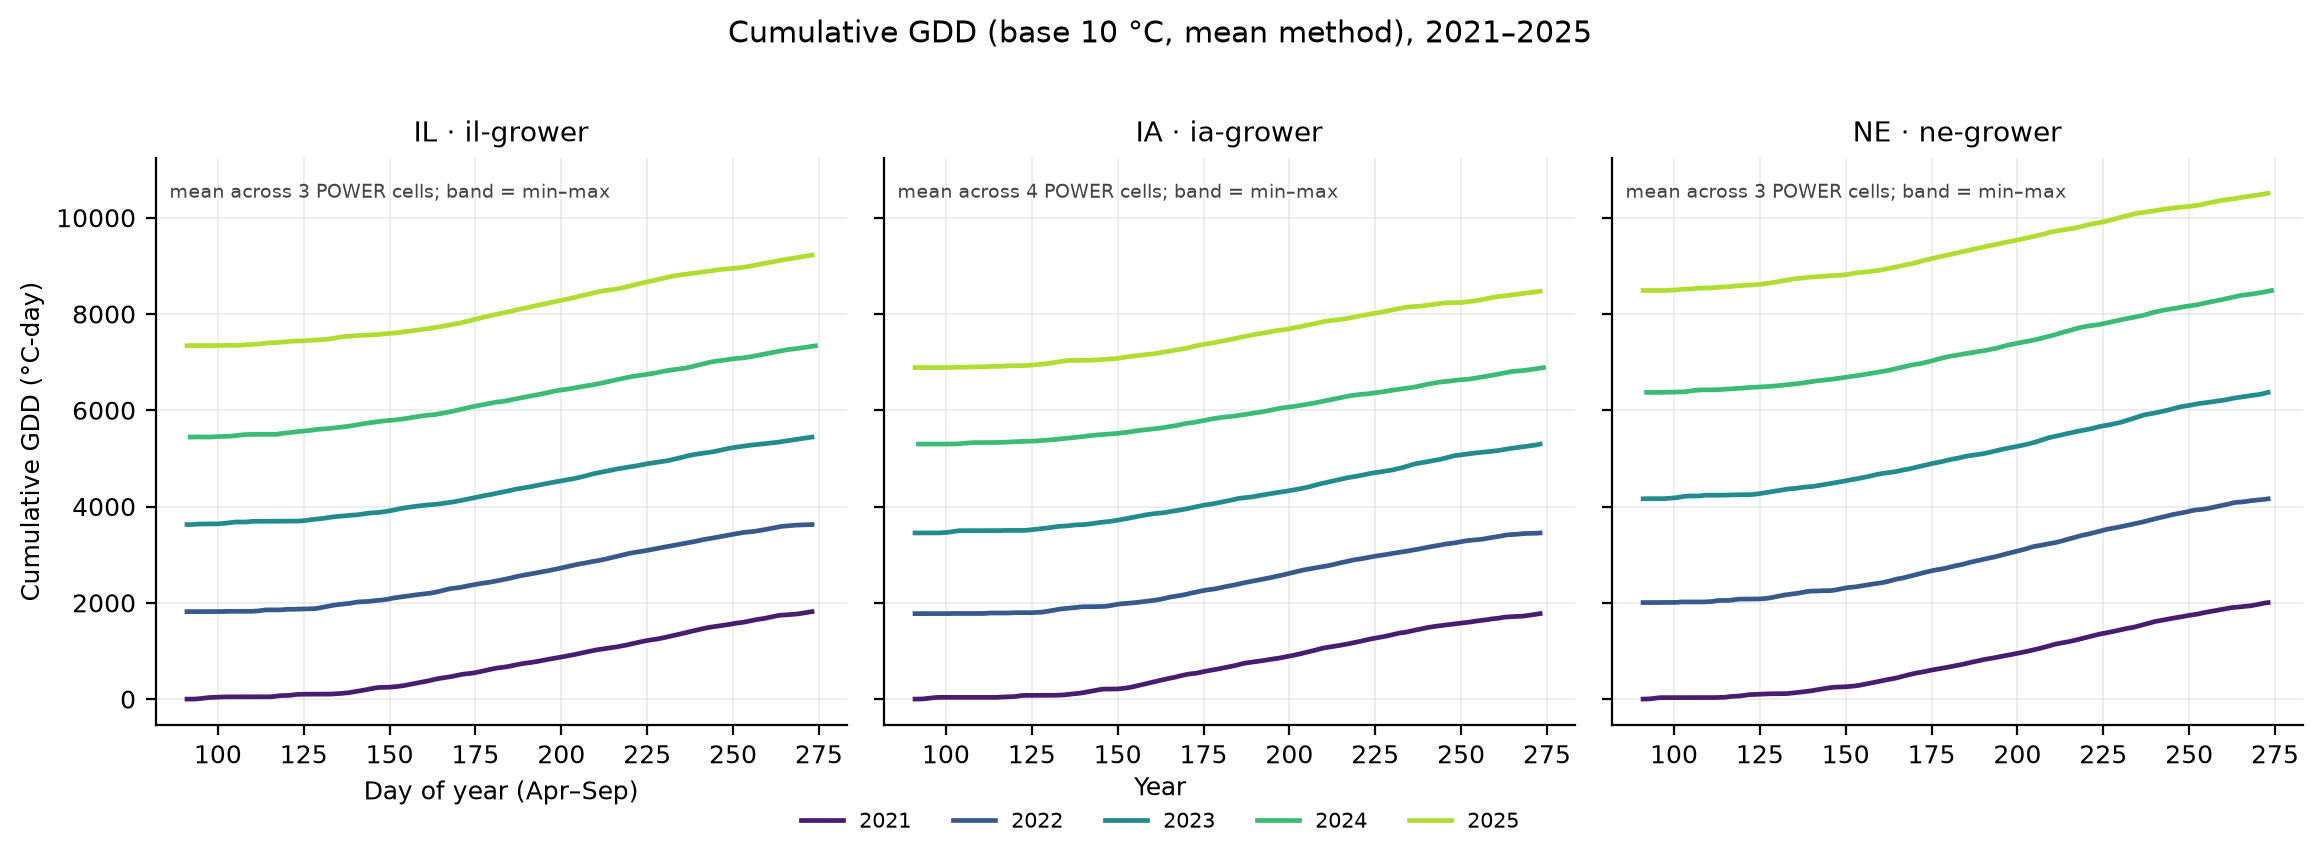 Cumulative GDD (base 10 °C, mean method), 2021–2025
IL · il-grower
IA · ia-grower
NE · ne-grower
mean across 3 POWER cells; band = min–max
mean across 4 POWER cells; band = min–max
mean across 3 POWER cells; band = min–max
Cumulative GDD (°C-day)
10000
8000
6000
4000
2000
0
100 125 150 175 200 225 250 275
100 125 150 175 200 225 250 275
100 125 150 175 200 225 250 275
Day of year (Apr–Sep)
Year
2021 2022 2023 2024 2025